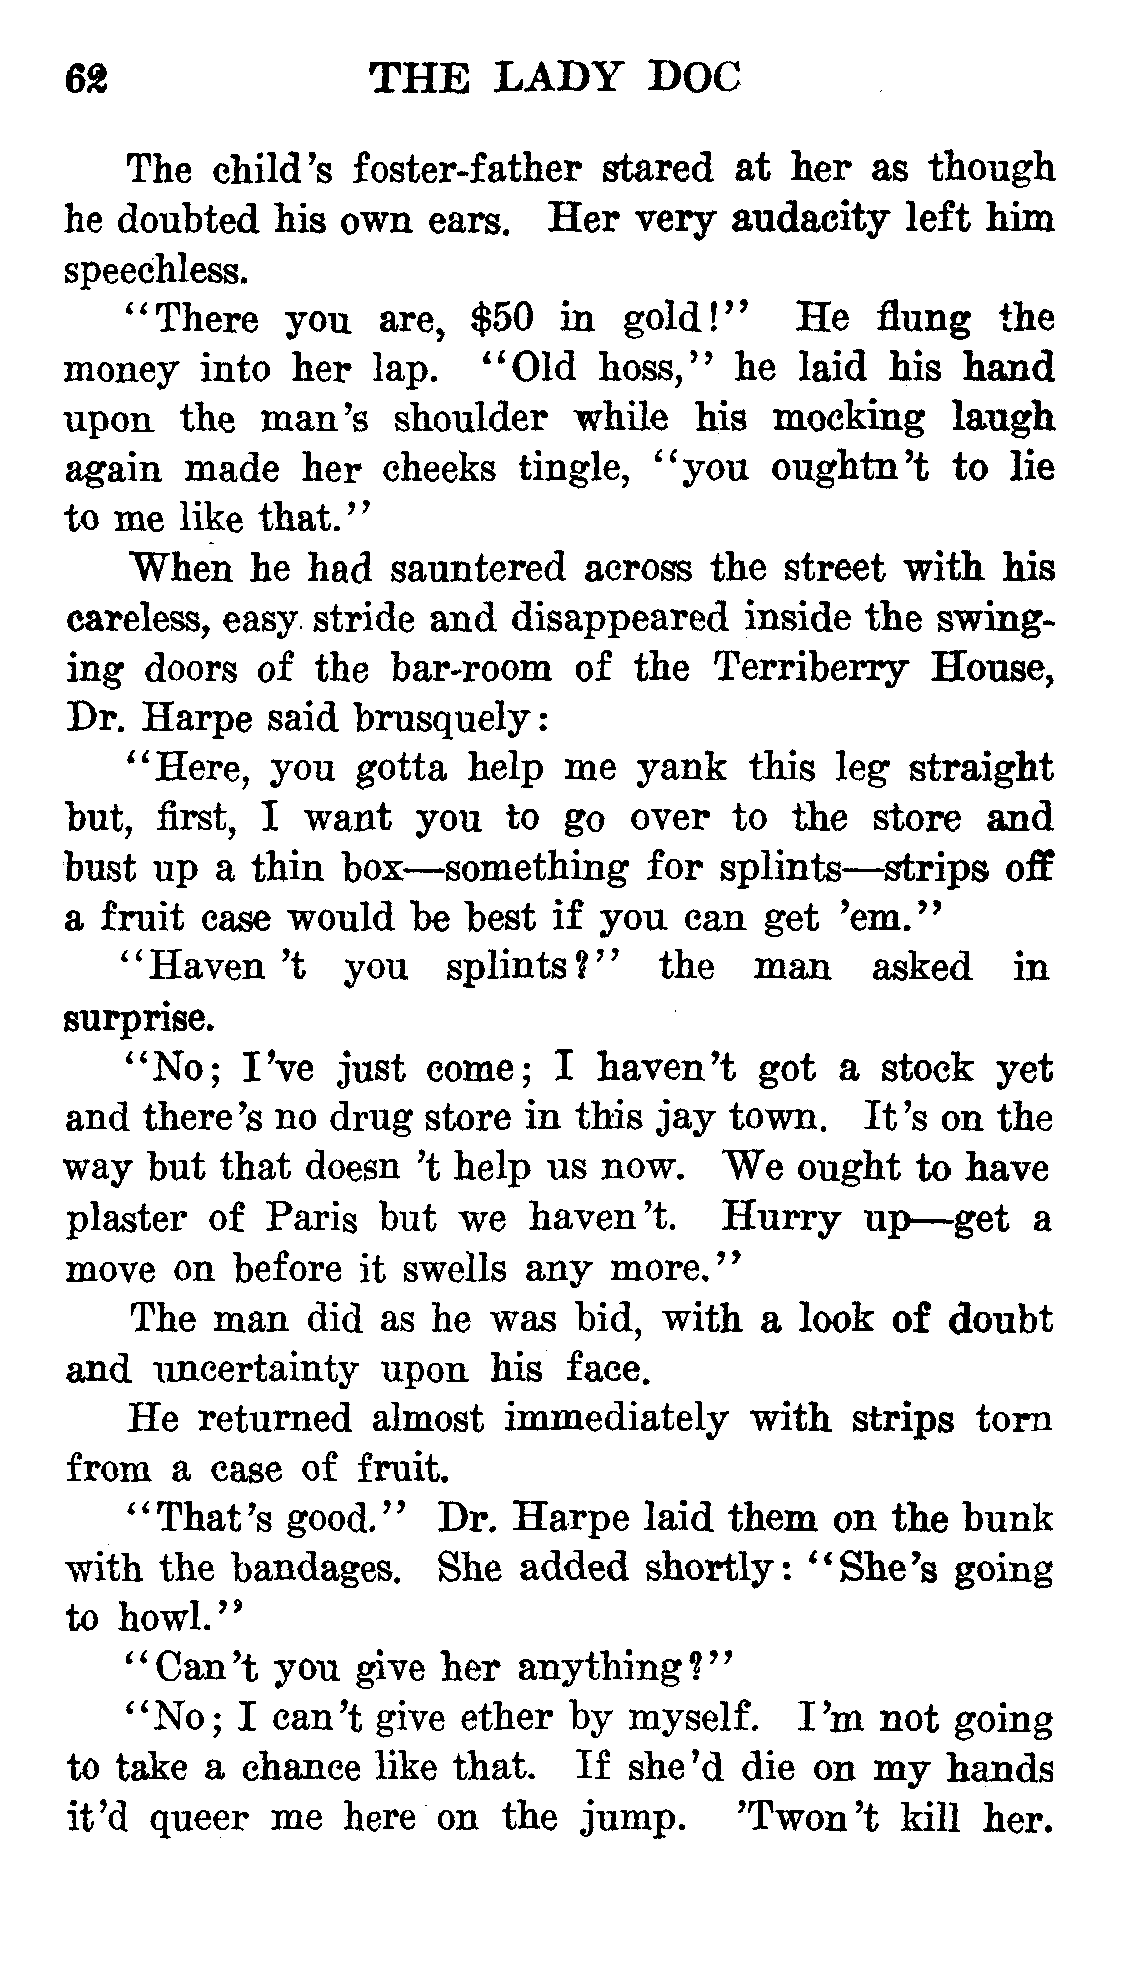 62 THE LADY DOC
The child's foster-father stared at her as though
he doubted his own ears. Her very audacity left him
speechless.
"There you are, $50 in gold!" He flung the
money into her lap. "Old hoss," he laid his hand
upon the man's shoulder while his mocking laugh
again made her cheeks tingle, "you oughtn't to lie
to me like that."
When he had sauntered across the street with his
careless, easy stride and disappeared inside the swing-
ing doors of the bar-room of the Terriberry House,
Dr. Harpe said brusquely:
"Here, you gotta help me yank this leg straight
but, first, I want you to go over to the store and
bust up a thin box—something for splints—strips off
a fruit case would be best if you can get 'em."
"Haven 't you splints?" the man asked in
surprise.
"No; I've just come; I haven't got a stock yet
and there's no drug store in this jay town. It's on the
way but that doesn 't help us now. We ought to have
plaster of Paris but we haven't. Hurry up—get a
move on before it swells any more."
The man did as he was bid, with a look of doubt
and uncertainty upon his face.
He returned almost immediately with strips torn
from a case of fruit.
"That's good." Dr. Harpe laid them on the bunk
with the bandages. She added shortly: "She's going
to howl."
"Can't you give her anything?"
"No; I can't give ether by myself. I'm not going
to take a chance like that. If she'd die on my hands
it'd queer me here on the jump. 'Twon't kill her.